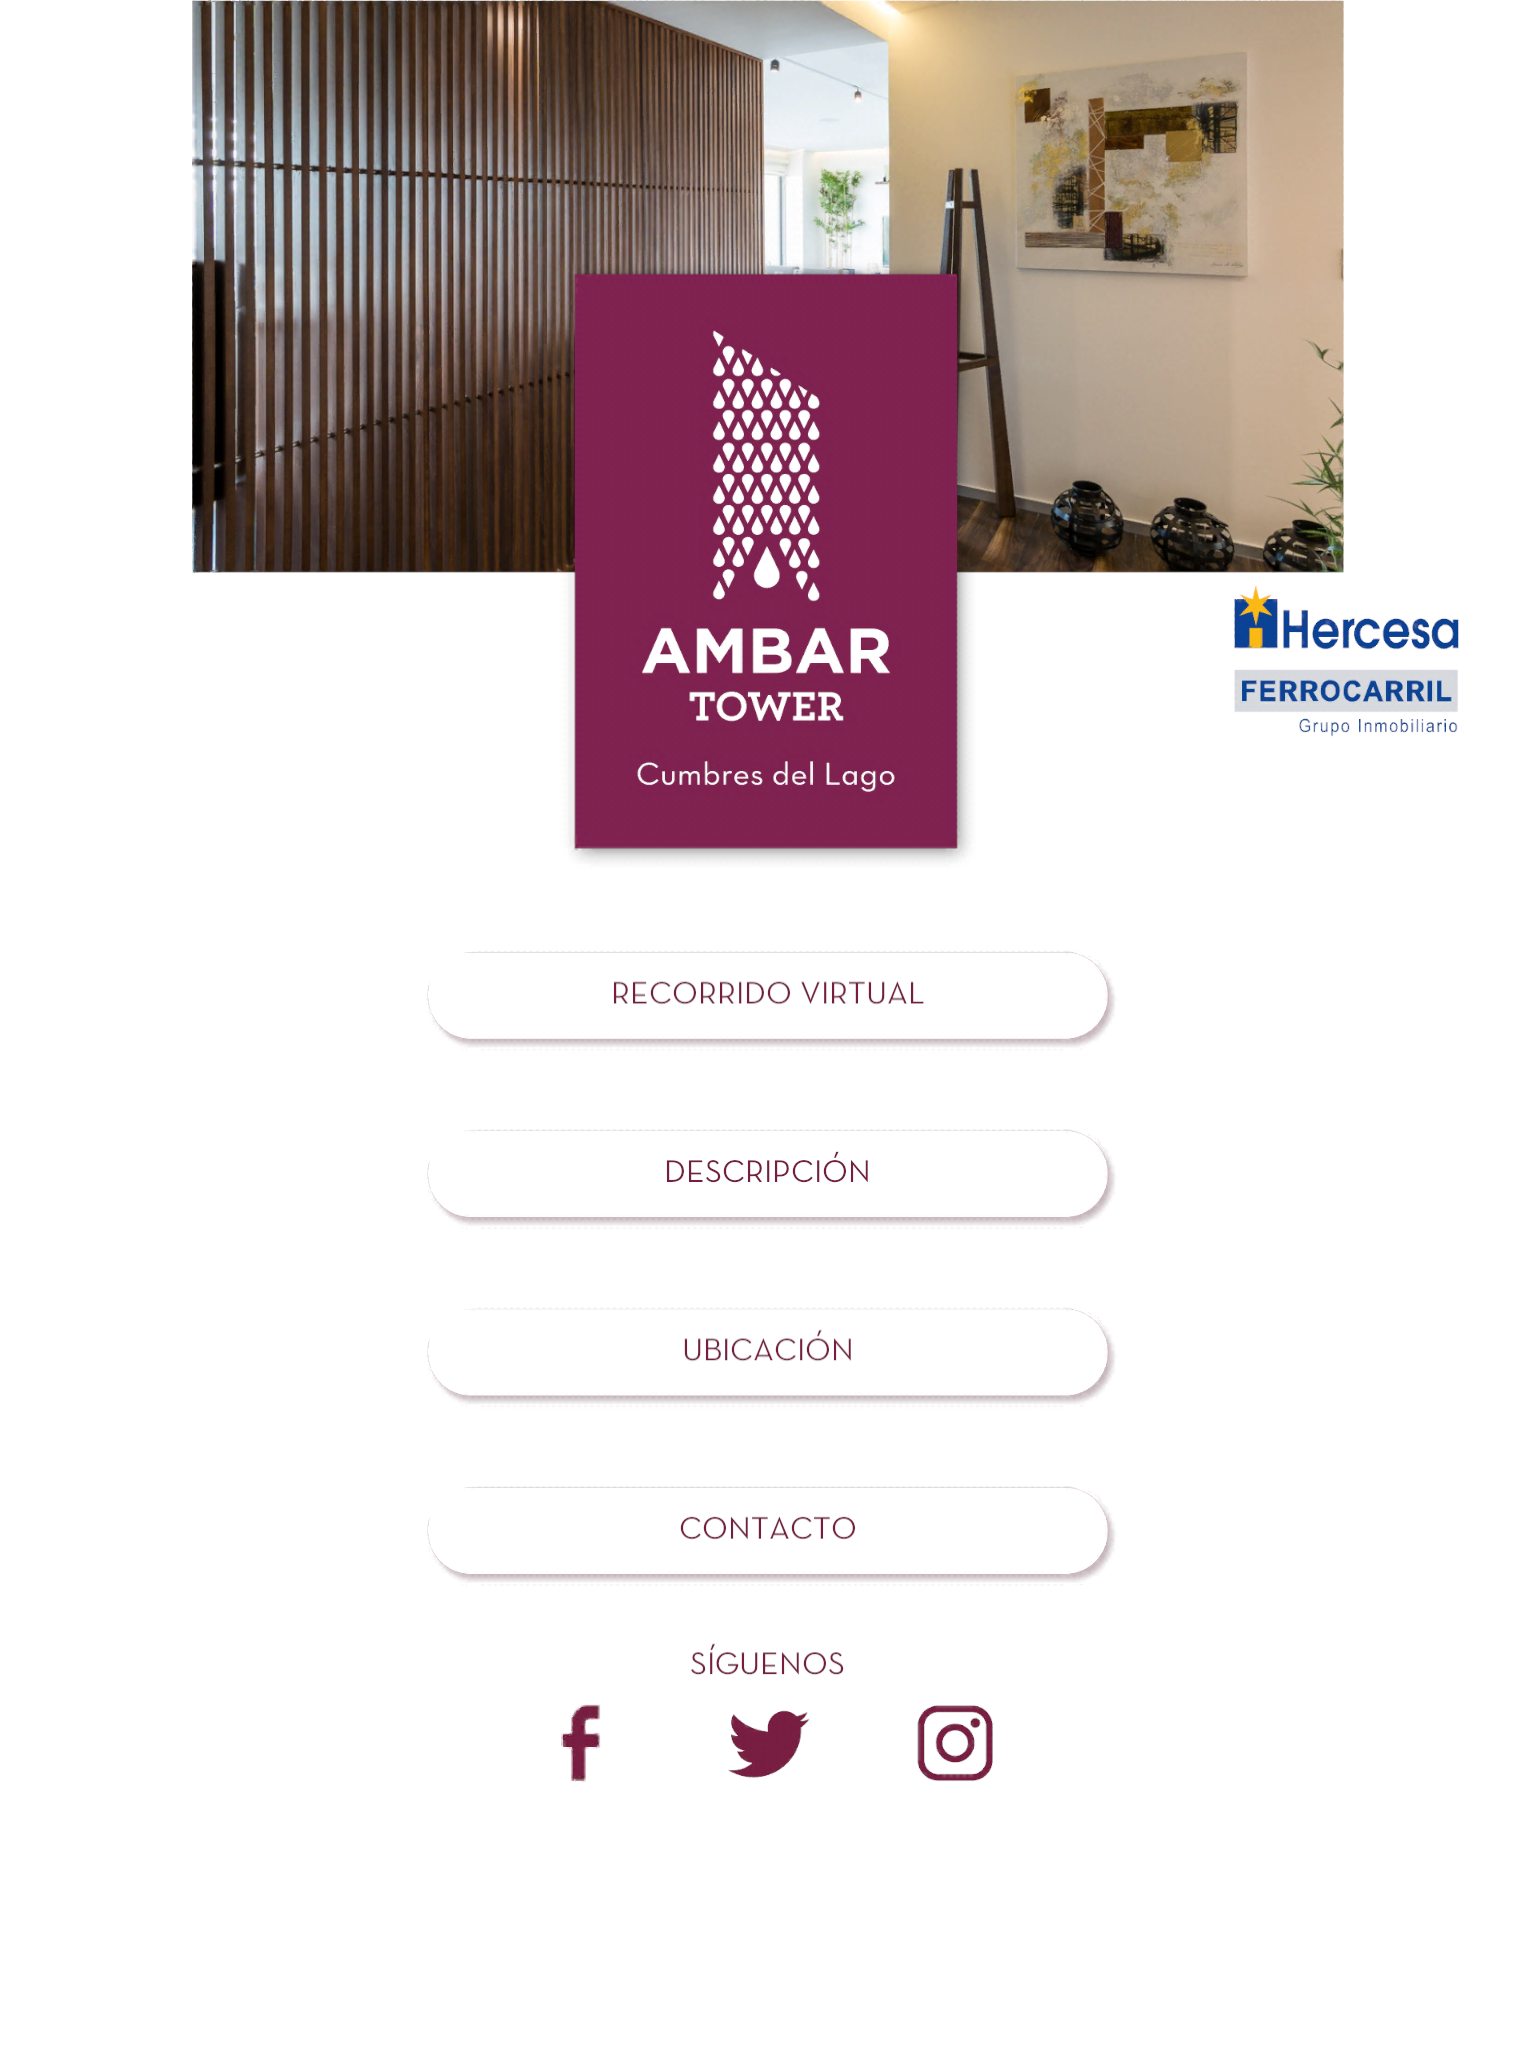 AMBAR
TOWER
Cumbres del Lago
Hercesa
FERROCARRIL
Grupo Inmobiliario
RECORRIDO VIRTUAL
DESCRIPCIÓN
UBICACIÓN
CONTACTO
SÍGUENOS